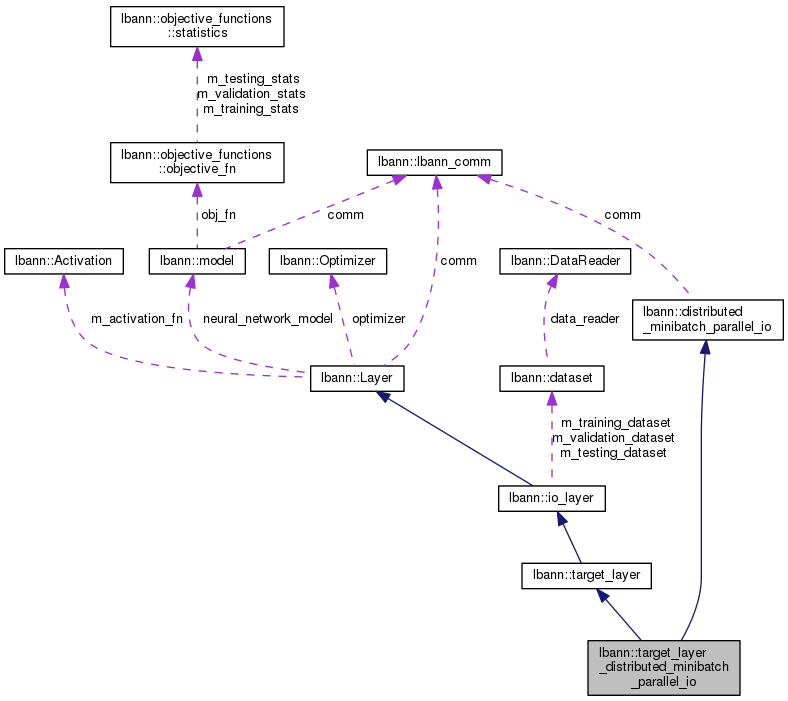 lbann::objective_functions
::statistics
m_testing_stats
m_validation_stats
m_training_stats
lbann::objective_functions
::objective_fn
lbann::lbann_comm
obj_fn
comm
comm
lbann::Activation
lbann::model
lbann::Optimizer
comm
lbann::DataReader
lbann::distributed
_minibatch_parallel_io
m_activation_fn
neural_network_model
optimizer
data_reader
lbann::Layer
lbann::dataset
m_training_dataset
m_validation_dataset
m_testing_dataset
lbann::io_layer
lbann::target_layer
lbann::target_layer
_distributed_minibatch
_parallel_io